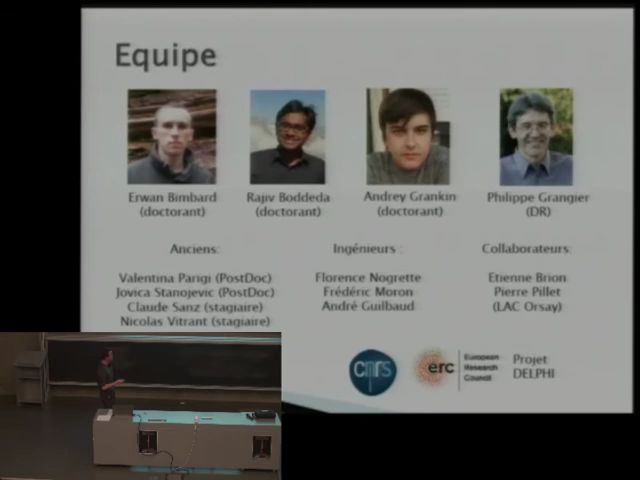 Equipe
Erwan Bimbard
(doctorant)
Rajiv Boddeda
(doctorant)
Andrey Grankin
(doctorant)
Philippe Grangier
(DR)
Anciens:
Valentina Parigi (PostDoc)
Jovica Stanojevic (PostDoc)
Claude Sanz (stagiaire)
Nicolas Vitrant (stagiaire)
Ingénieurs :
Florence Nogrette
Frédéric Moron
André Guilbaud
Collaborateurs:
Etienne Brion
Pierre Pillet
(LAC Orsay)
cnrs
erc
European
Research
Council
Projet
DELPHI